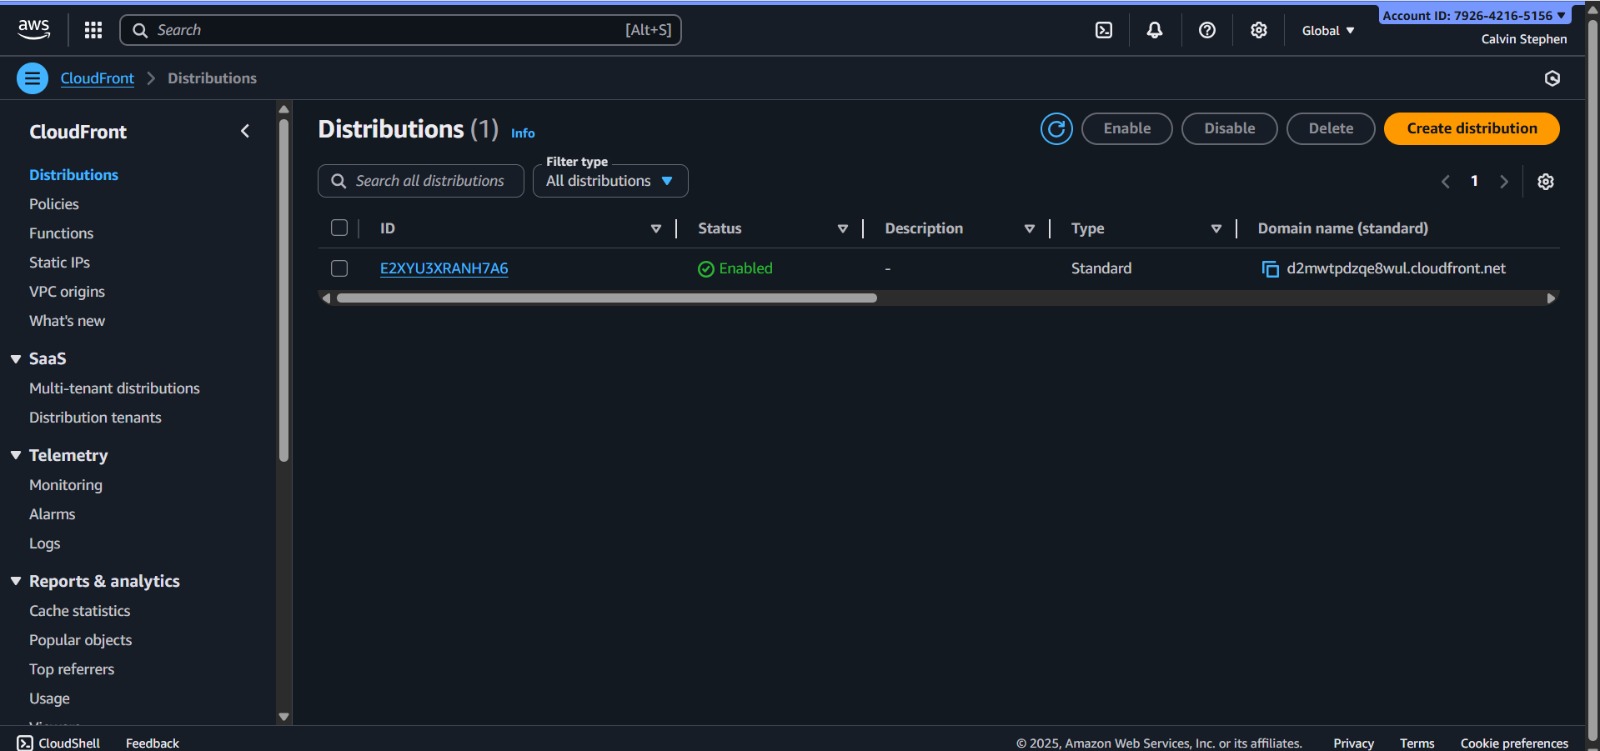 aws
Search
[Alt+S]
Global
Account ID: 7926-4216-5156
Calvin Stephen
CloudFront
Distributions
CloudFront
Distributions
Policies
Functions
Static IPs
VPC origins
What's new
SaaS
Multi-tenant distributions
Distribution tenants
Telemetry
Monitoring
Alarms
Logs
Reports & analytics
Cache statistics
Popular objects
Top referrers
Usage
Distributions (1) Info
Enable
Disable
Delete
Create distribution
Search all distributions
Filter type
All distributions
1
ID
Status
Description
Type
Domain name (standard)
E2XYU3XRANH7A6
Enabled
-
Standard
d2mwtpdzqe8wul.cloudfront.net
CloudShell
Feedback
© 2025, Amazon Web Services, Inc. or its affiliates.
Privacy
Terms
Cookie preferences